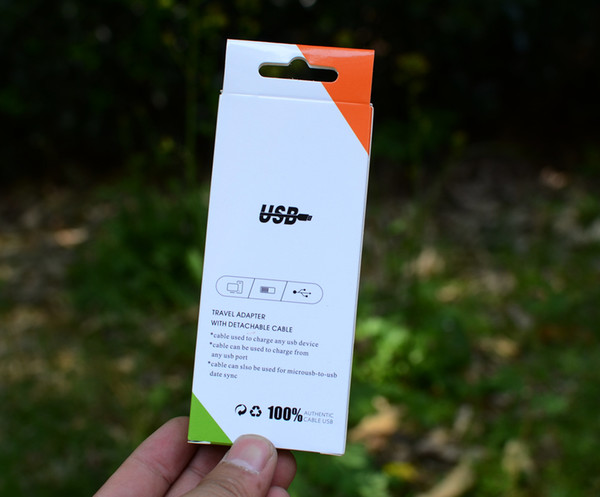 USB
TRAVEL ADAPTER
WITH DETACHABLE CABLE
*cable used to charge any usb device
*cable can be used to charge from
any usb port
*cable can also be used for microusb-to-usb
date sync
100% AUTHENTIC
CABLE USB